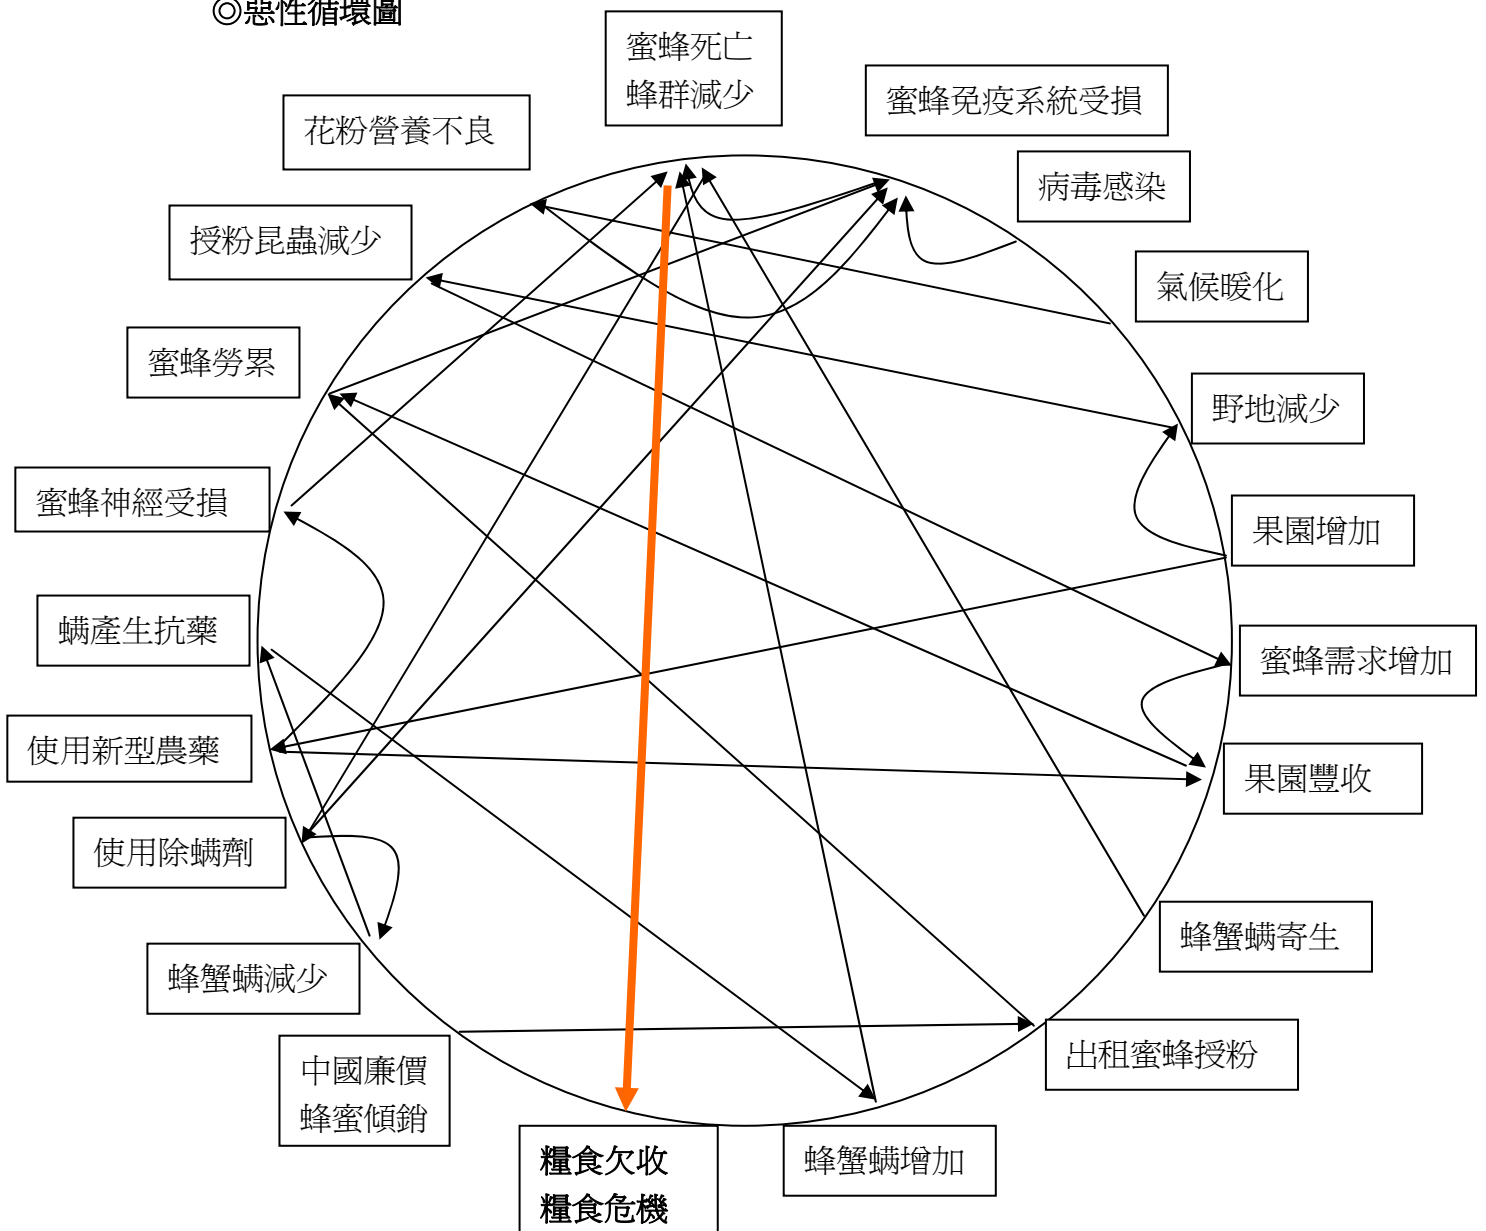 ◎惡性循環圖
蜜蜂死亡
蜂群減少
蜜蜂免疫系統受損
花粉營養不良
病毒感染
授粉昆蟲減少
氣候暖化
蜜蜂勞累
野地減少
蜜蜂神經受損
果園增加
螨產生抗藥
蜜蜂需求增加
使用新型農藥
果園豐收
使用除螨劑
蜂蟹螨寄生
蜂蟹螨減少
出租蜜蜂授粉
中國廉價
蜂蜜傾銷
糧食欠收
糧食危機
蜂蟹螨增加